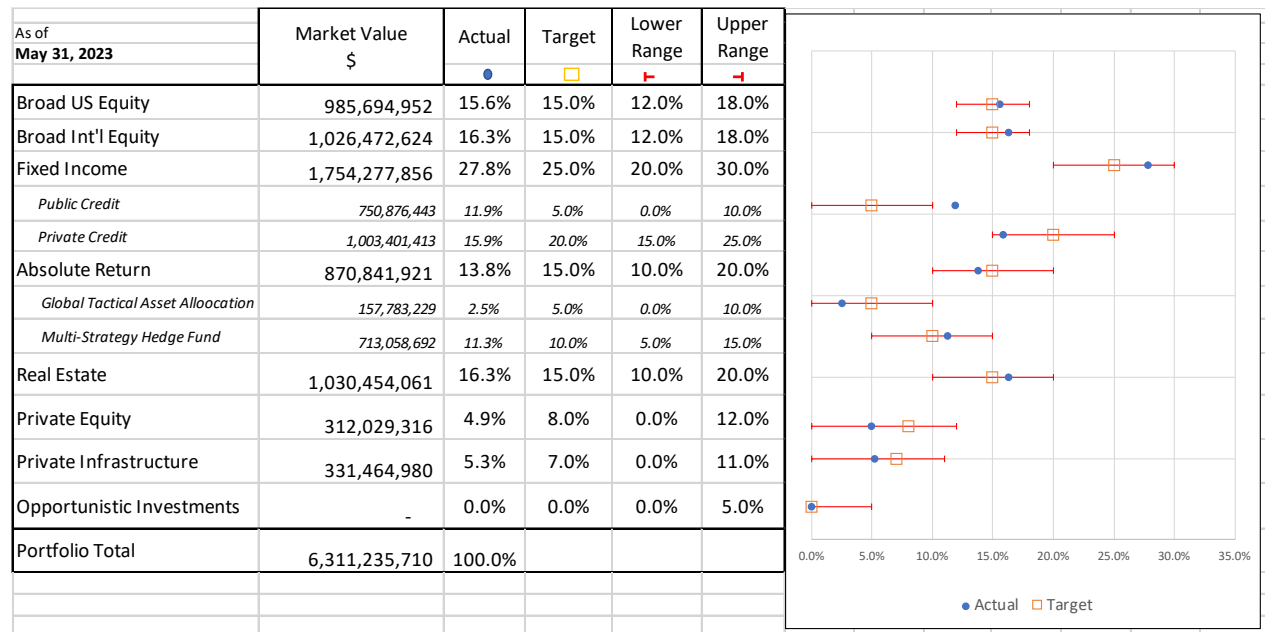 As of
May 31, 2023
Market Value
$
Actual
Target
Lower
Range
Upper
Range
Broad US Equity 985,694,952 15.6% 15.0% 12.0% 18.0%
Broad Int'l Equity 1,026,472,624 16.3% 15.0% 12.0% 18.0%
Fixed Income 1,754,277,856 27.8% 25.0% 20.0% 30.0%
Public Credit 750,876,443 11.9% 5.0% 0.0% 10.0%
Private Credit 1,003,401,413 15.9% 20.0% 15.0% 25.0%
Absolute Return 870,841,921 13.8% 15.0% 10.0% 20.0%
Global Tactical Asset Alloocation 157,783,229 2.5% 5.0% 0.0% 10.0%
Multi-Strategy Hedge Fund 713,058,692 11.3% 10.0% 5.0% 15.0%
Real Estate 1,030,454,061 16.3% 15.0% 10.0% 20.0%
Private Equity 312,029,316 4.9% 8.0% 0.0% 12.0%
Private Infrastructure 331,464,980 5.3% 7.0% 0.0% 11.0%
Opportunistic Investments - 0.0% 0.0% 0.0% 5.0%
Portfolio Total 6,311,235,710 100.0%
0.0% 5.0% 10.0% 15.0% 20.0% 25.0% 30.0% 35.0%
Actual Target